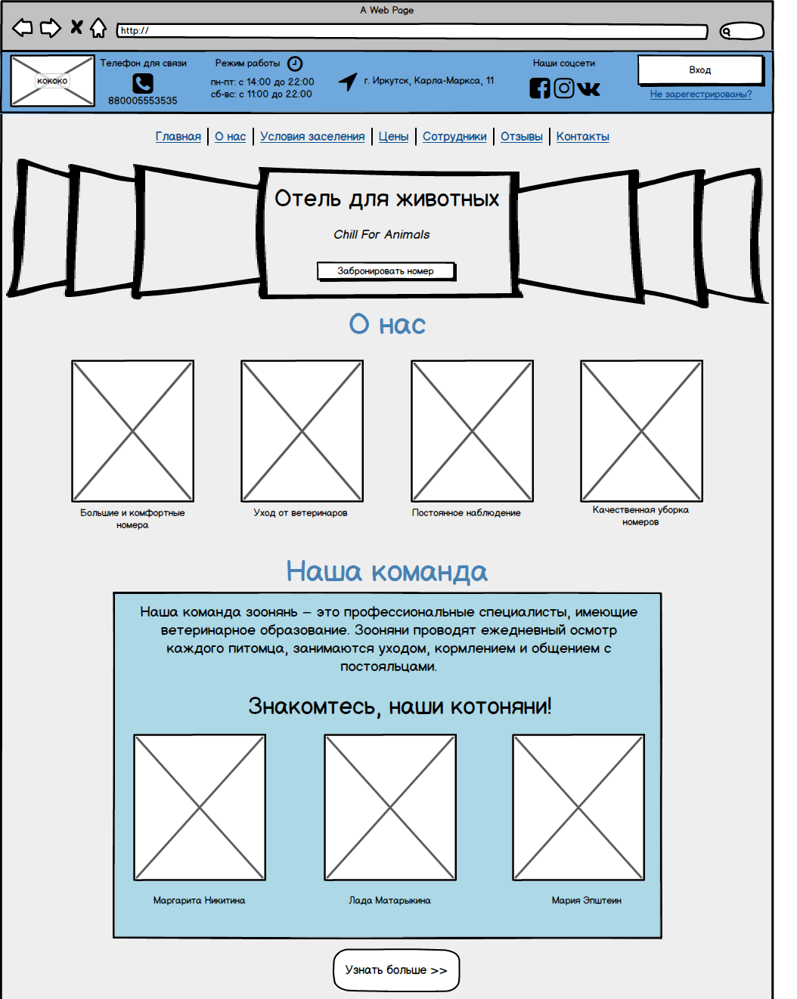 A Web Page
http://
кококо
Телефон для связи
880005553535
Режим работы
пн-пт: с 14:00 до 22:00
сб-вс: с 11:00 до 22:00
г. Иркутск, Карла-Маркса, 11
Наши соцсети
Вход
Не зарегестрированы?
Главная | О нас | Условия заселения | Цены | Сотрудники | Отзывы | Контакты
Отель для животных
Chill For Animals
Забронировать номер
О нас
Большие и комфортные
номера
Уход от ветеринаров
Постоянное наблюдение
Качественная уборка
номеров
Наша команда
Наша команда зоонянь – это профессиональные специалисты, имеющие
ветеринарное образование. Зооняни проводят ежедневный осмотр
каждого питомца, занимаются уходом, кормлением и общением с
постояльцами.
Знакомтесь, наши котоняни!
Маргарита Никитина
Лада Матарыкина
Мария Эпштеин
Узнать больше >>